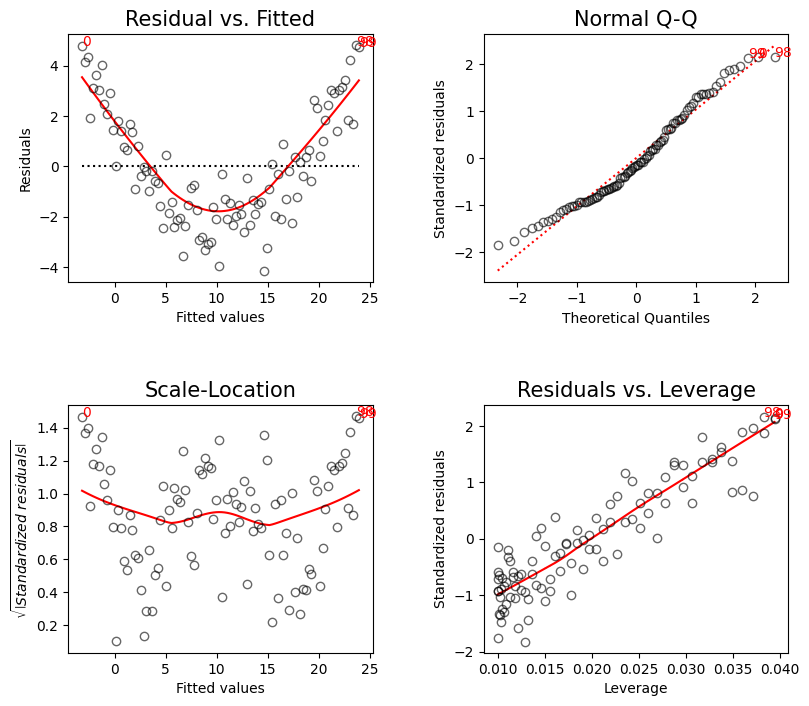 Residual vs. Fitted
Residuals
4
2
0
−2
−4
0
98
99
0 5 10 15 20 25
Fitted values
Normal Q-Q
Standardized residuals
2
1
0
−1
−2
99
0
98
−2 −1 0 1 2
Theoretical Quantiles
Scale-Location
√|Standardized residuals|
1.4
1.2
1.0
0.8
0.6
0.4
0.2
0
98
99
0 5 10 15 20 25
Fitted values
Residuals vs. Leverage
Standardized residuals
2
1
0
−1
−2
98
99
0.010 0.015 0.020 0.025 0.030 0.035 0.040
Leverage